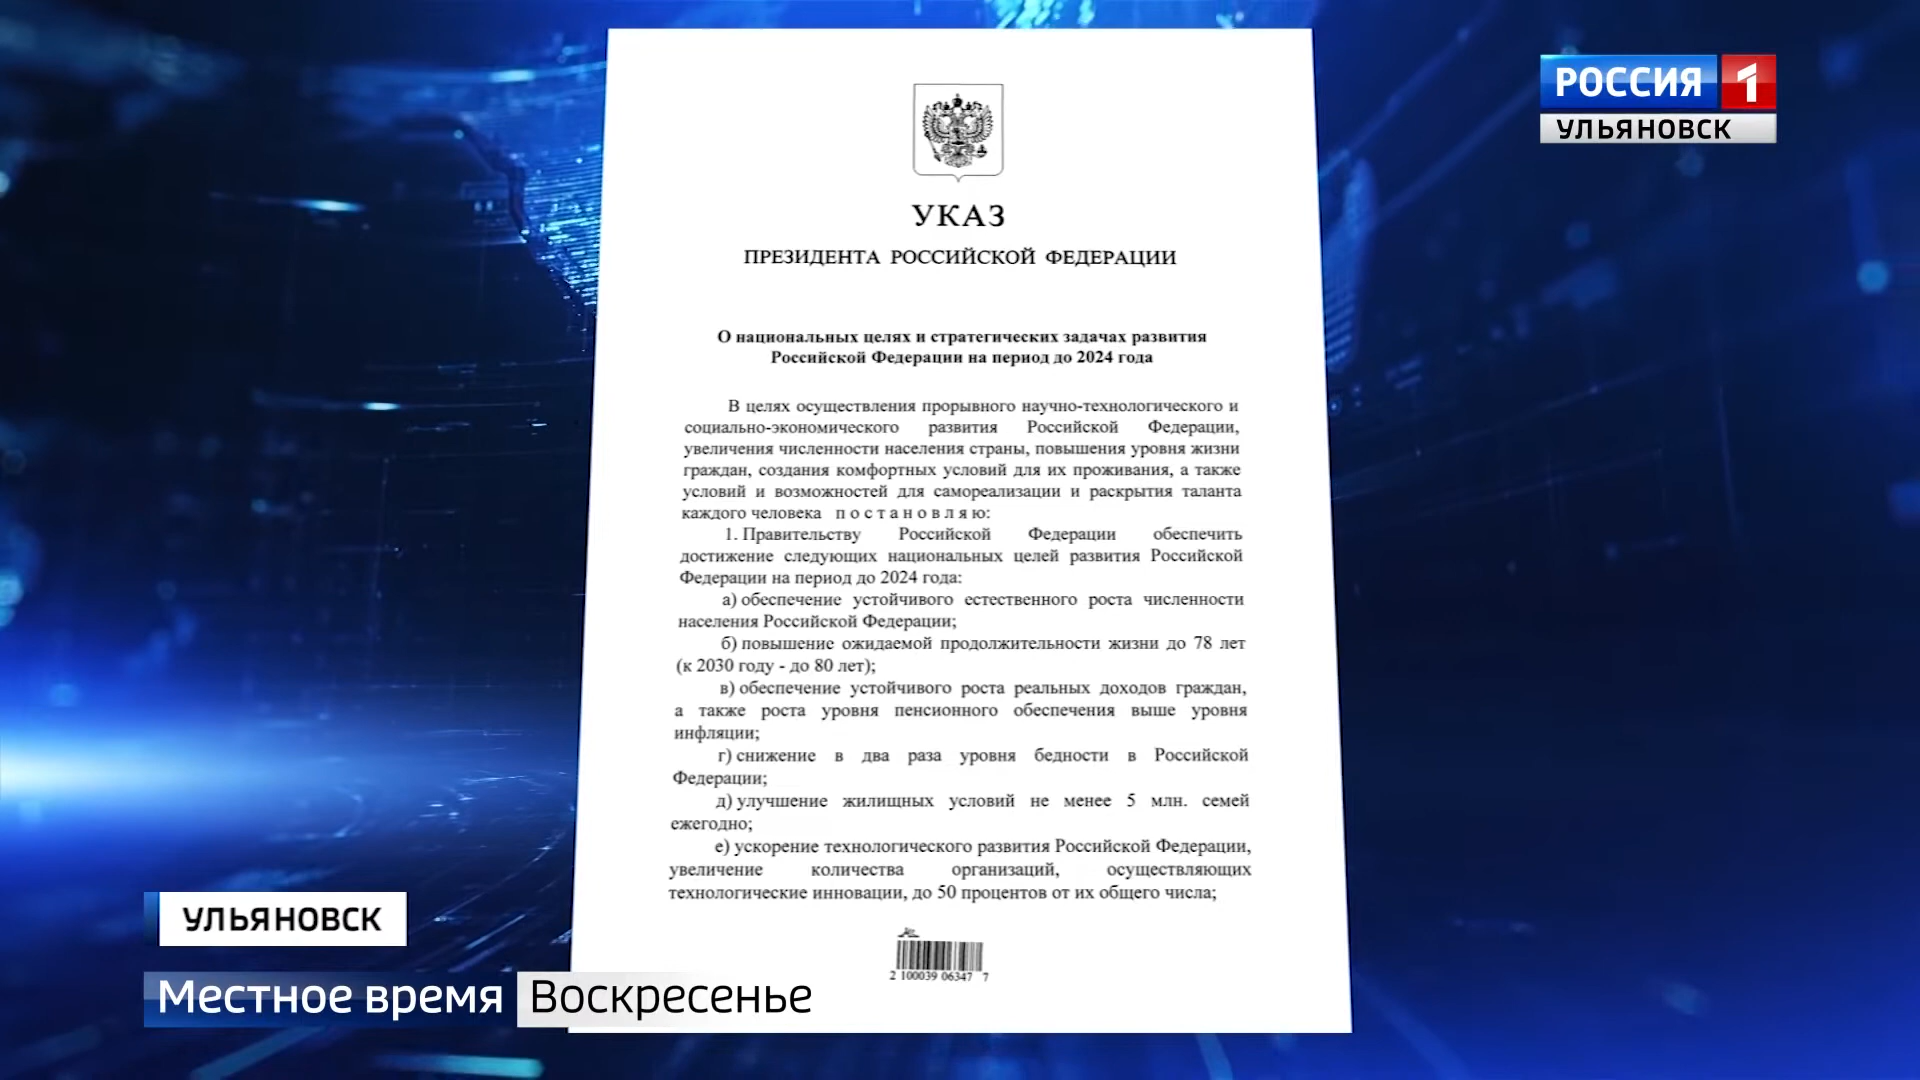 РОССИЯ 1
УЛЬЯНОВСК
УКАЗ
ПРЕЗИДЕНТА РОССИЙСКОЙ ФЕДЕРАЦИИ
О национальных целях и стратегических задачах развития
Российской Федерации на период до 2024 года
В целях осуществления прорывного научно-технологического и
социально-экономического развития Российской Федерации,
увеличения численности населения страны, повышения уровня жизни
граждан, создания комфортных условий для их проживания, а также
условий и возможностей для самореализации и раскрытия таланта
каждого человека п о с т а н о в л я ю:
1. Правительству Российской Федерации обеспечить
достижение следующих национальных целей развития Российской
Федерации на период до 2024 года:
а) обеспечение устойчивого естественного роста численности
населения Российской Федерации;
б) повышение ожидаемой продолжительности жизни до 78 лет
(к 2030 году - до 80 лет);
в) обеспечение устойчивого роста реальных доходов граждан,
а также роста уровня пенсионного обеспечения выше уровня
инфляции;
г) снижение в два раза уровня бедности в Российской
Федерации;
д) улучшение жилищных условий не менее 5 млн. семей
ежегодно;
е) ускорение технологического развития Российской Федерации,
увеличение количества организаций, осуществляющих
технологические инновации, до 50 процентов от их общего числа;
2 100039 06347 7
УЛЬЯНОВСК
Местное время Воскресенье